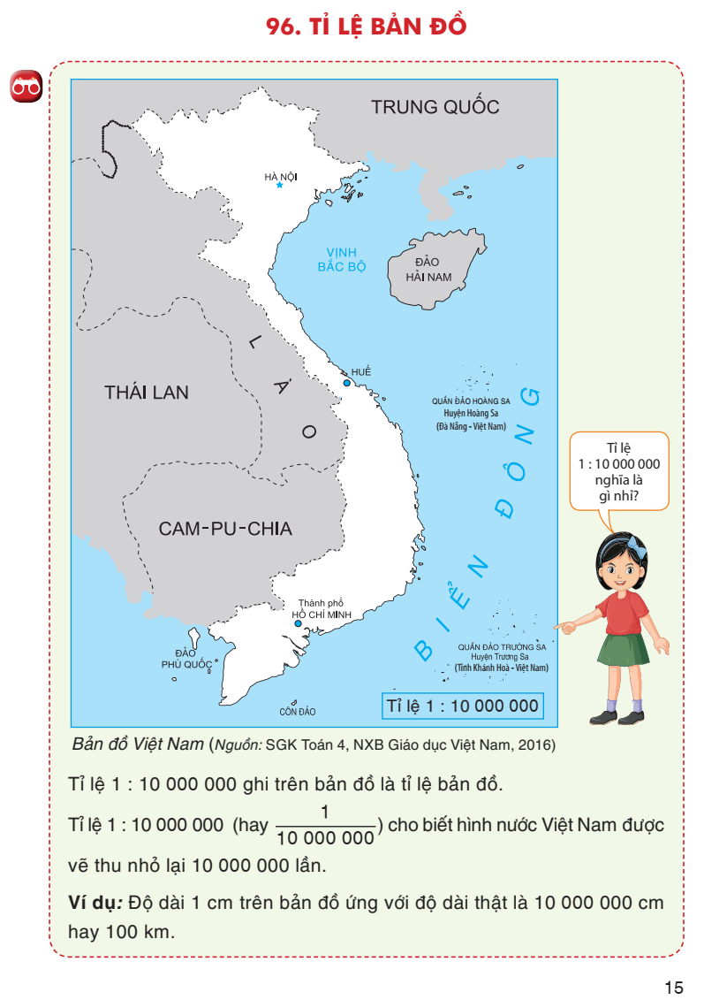 96. TỈ LỆ BẢN ĐỒ
TRUNG QUỐC
HÀ NỘI
VỊNH
BẮC BỘ
ĐẢO
HẢI NAM
LÀO
HUẾ
THÁI LAN
QUẦN ĐẢO HOÀNG SA
Huyện Hoàng Sa
(Đà Nẵng - Việt Nam)
BIỂN ĐÔNG
Tỉ lệ
1 : 10 000 000
nghĩa là
gì nhỉ?
CAM-PU-CHIA
Thành phố
HỒ CHÍ MINH
ĐẢO
PHÚ QUỐC
QUẦN ĐẢO TRƯỜNG SA
Huyện Trương Sa
(Tỉnh Khánh Hoà - Việt Nam)
CÔN ĐẢO
Tỉ lệ 1 : 10 000 000
Bản đồ Việt Nam (Nguồn: SGK Toán 4, NXB Giáo dục Việt Nam, 2016)
Tỉ lệ 1 : 10 000 000 ghi trên bản đồ là tỉ lệ bản đồ.
Tỉ lệ 1 : 10 000 000 (hay 1/10 000 000) cho biết hình nước Việt Nam được
vẽ thu nhỏ lại 10 000 000 lần.
Ví dụ: Độ dài 1 cm trên bản đồ ứng với độ dài thật là 10 000 000 cm
hay 100 km.
15